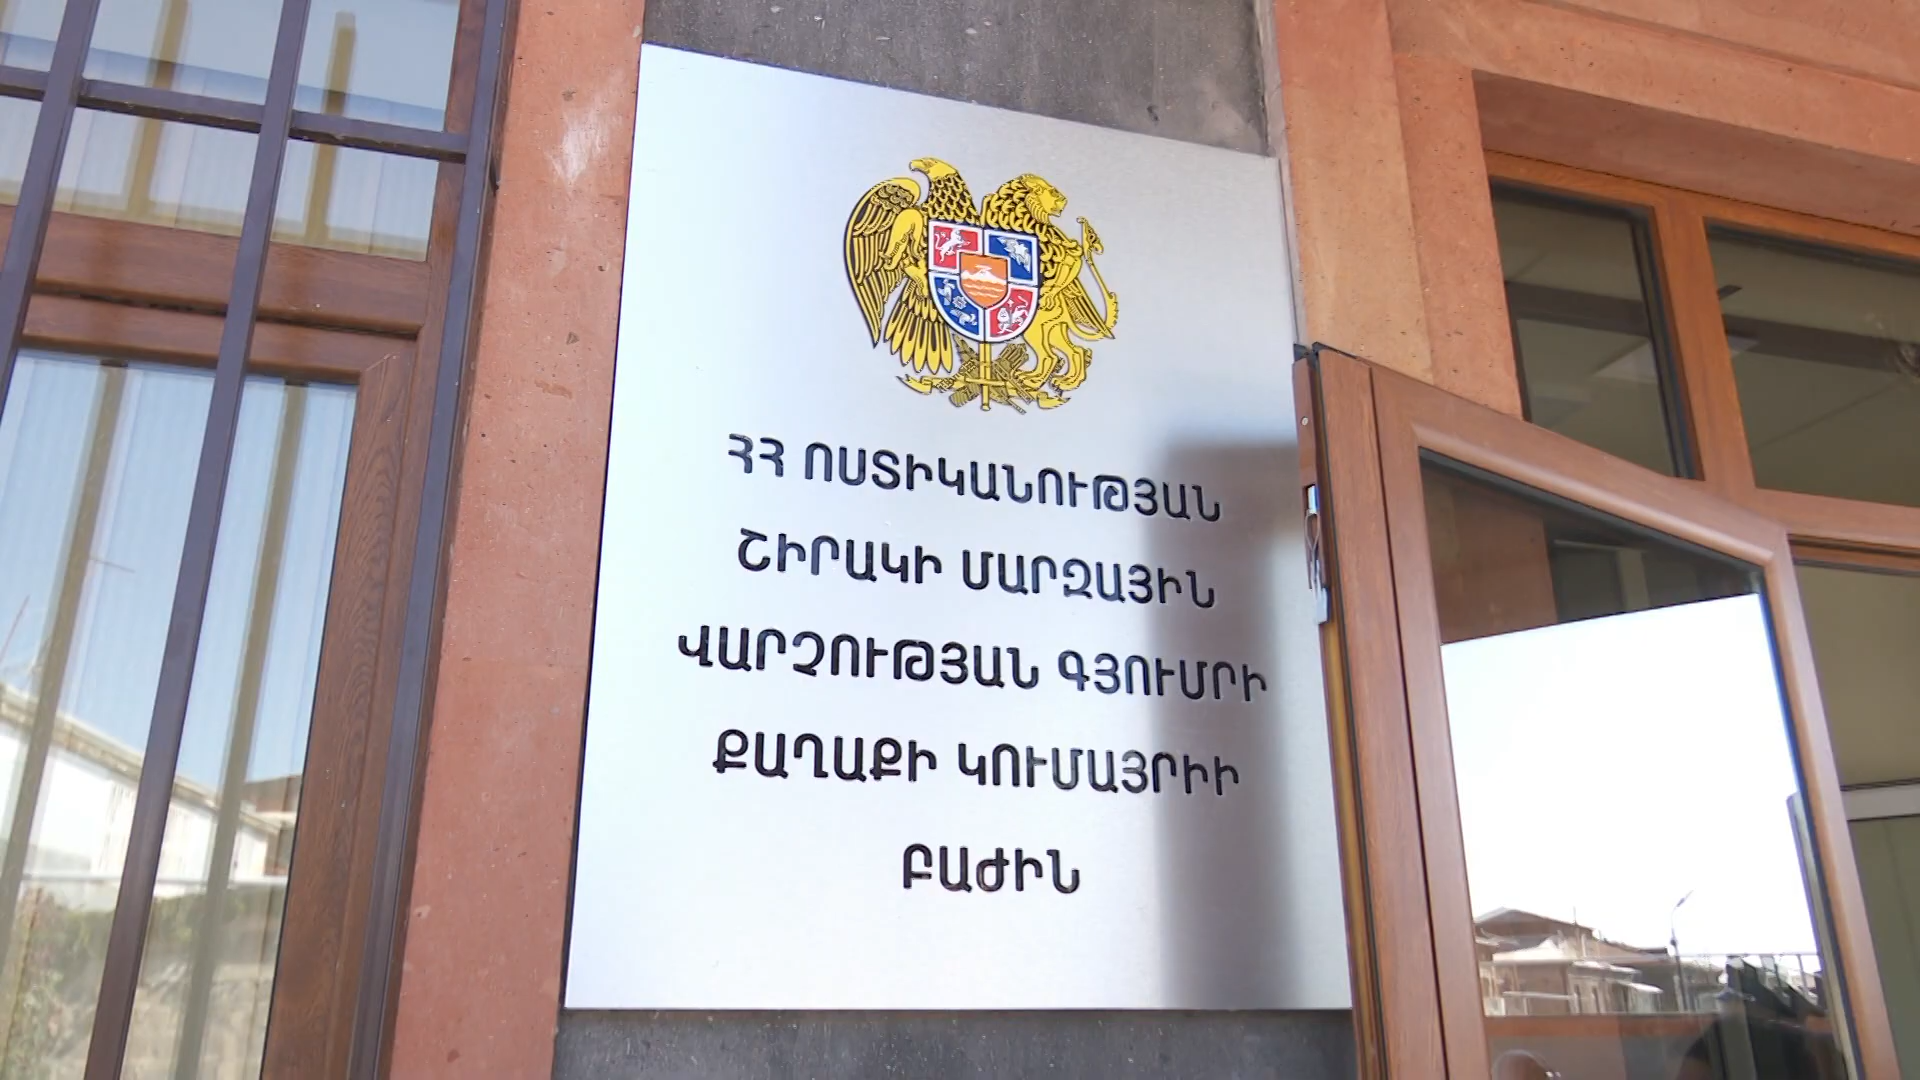 ՀՀ ՈՍՏԻԿԱՆՈՒԹՅԱՆ
ՇԻՐԱԿԻ ՄԱՐԶԱՅԻՆ
ՎԱՐՉՈՒԹՅԱՆ ԳՅՈՒՄՐԻ
ՔԱՂԱՔԻ ԿՈՒՄԱՅՐԻԻ
ԲԱԺԻՆ